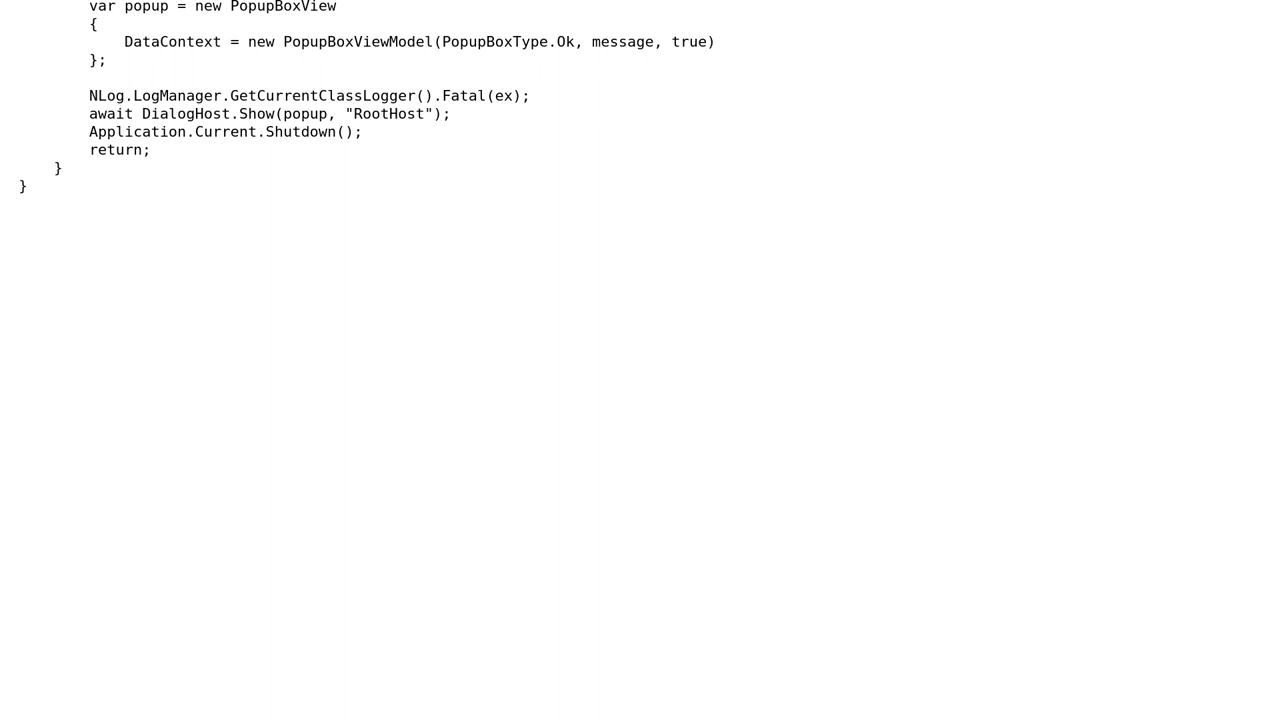 var popup = new PopupBoxView
        {
            DataContext = new PopupBoxViewModel(PopupBoxType.Ok, message, true)
        };

        NLog.LogManager.GetCurrentClassLogger().Fatal(ex);
        await DialogHost.Show(popup, "RootHost");
        Application.Current.Shutdown();
        return;
    }
}